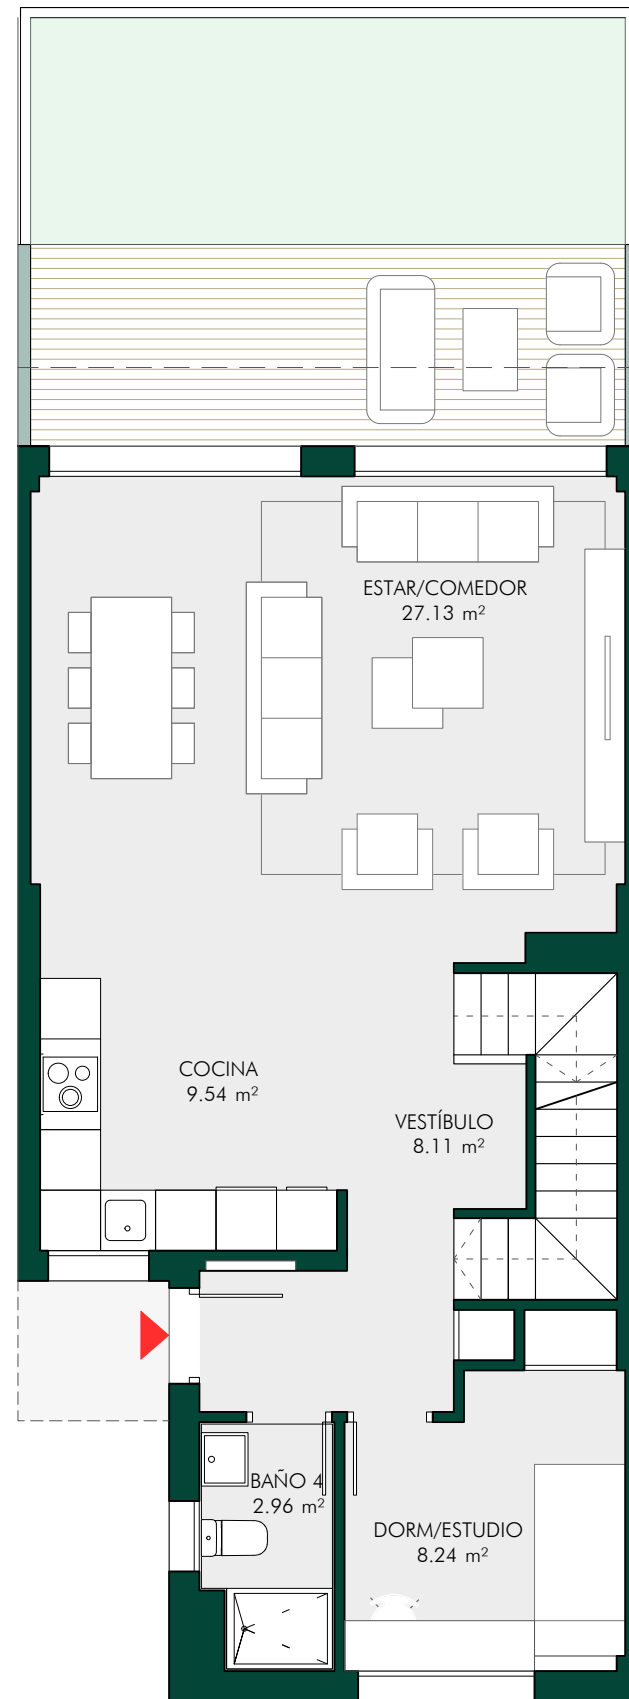 ESTAR/COMEDOR
27.13 m²
COCINA
9.54 m²
VESTÍBULO
8.11 m²
BAÑO 4
2.96 m²
DORM/ESTUDIO
8.24 m²